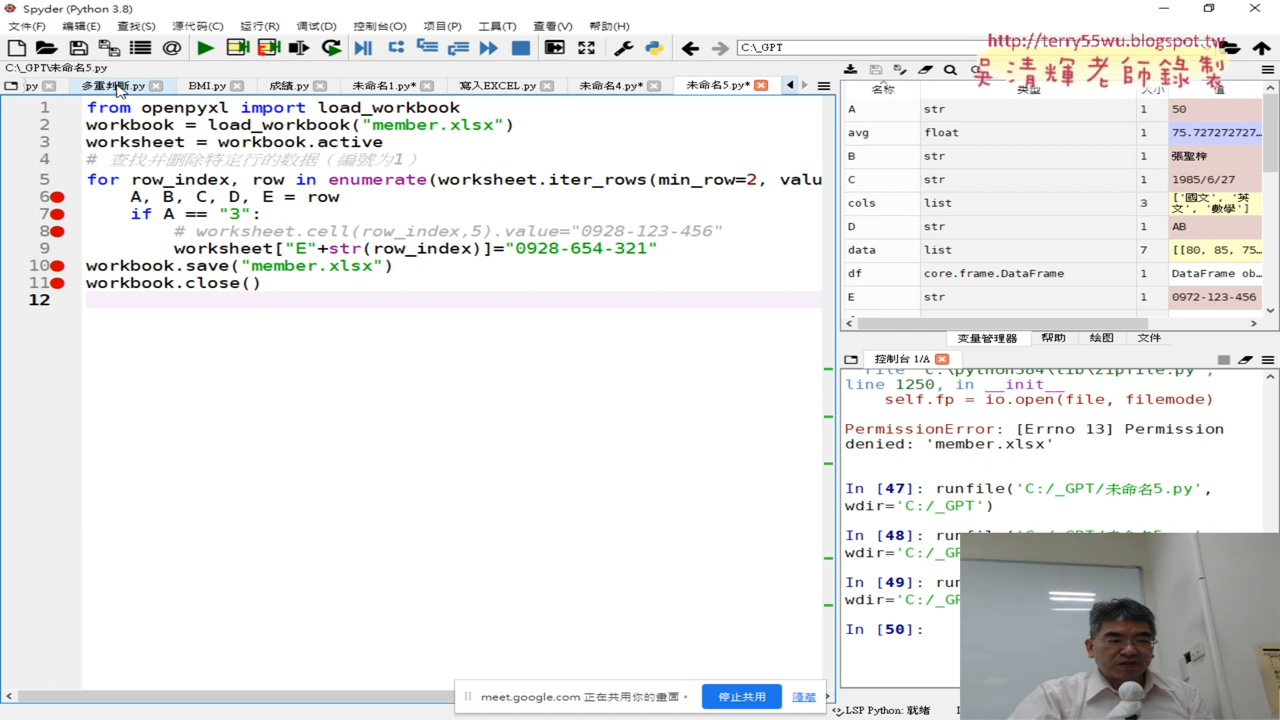 Spyder (Python 3.8)
文件(F) 编辑(E) 查找(S) 源代码(C) 运行(R) 调试(D) 控制台(O) 项目(P) 工具(T) 查看(V) 帮助(H)
C:\_GPT
http://terry55wu.blogspot.tw
吳清輝老師錄製
C:\_GPT\未命名5.py
py 多重判斷.py BMI.py 成績.py 未命名1.py* 寫入EXCEL.py 未命名4.py* 未命名5.py*
1 from openpyxl import load_workbook
2 workbook = load_workbook("member.xlsx")
3 worksheet = workbook.active
4 # 查找并删除特定行的数据（編號为1）
5 for row_index, row in enumerate(worksheet.iter_rows(min_row=2, valu
6 A, B, C, D, E = row
7 if A == "3":
8 # worksheet.cell(row_index,5).value="0928-123-456"
9 worksheet["E"+str(row_index)]="0928-654-321"
10 workbook.save("member.xlsx")
11 workbook.close()
12
名称 类型 大小 值
A str 1 50
avg float 1 75.727272727…
B str 1 張聖梓
C str 1 1985/6/27
cols list 3 ['國文', '英文', '數學']
D str 1 AB
data list 7 [[80, 85, 75…
df core.frame.DataFrame 1 DataFrame ob…
E str 1 0972-123-456
变量管理器 帮助 绘图 文件
控制台 1/A
File "C:\python384\lib\zipfile.py",
line 1250, in __init__
self.fp = io.open(file, filemode)
PermissionError: [Errno 13] Permission
denied: 'member.xlsx'
In [47]: runfile('C:/_GPT/未命名5.py',
wdir='C:/_GPT')
In [48]:
wdir='C:/
In [49]:
wdir='C:/
In [50]:
meet.google.com 正在共用你的畫面。 停止共用 隱藏
LSP Python: 就绪